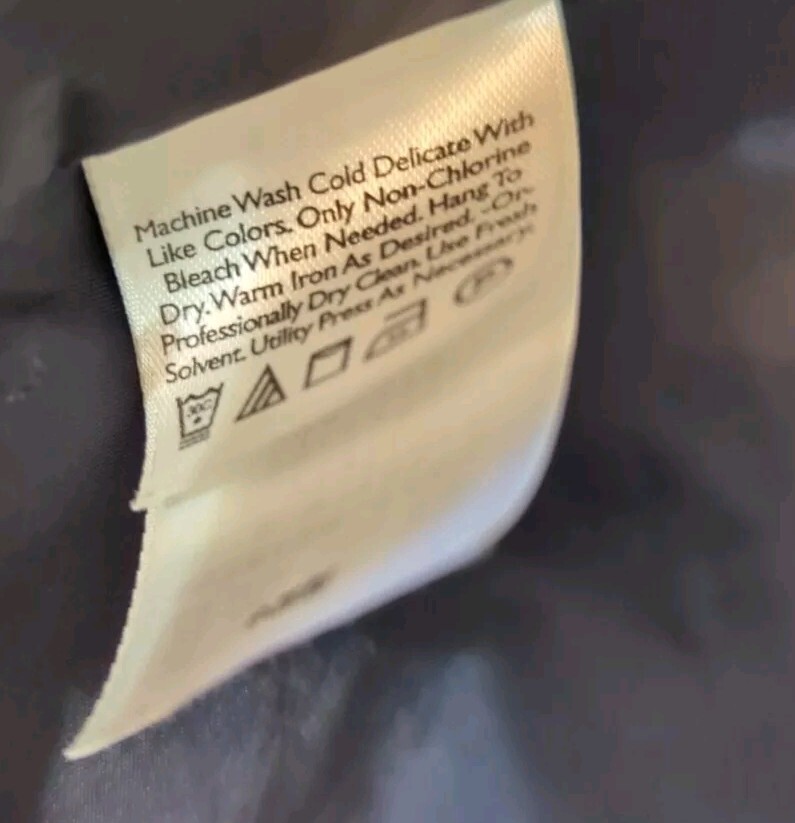 Machine Wash Cold Delicate With
Like Colors. Only Non-Chlorine
Bleach When Needed. Hang To
Dry. Warm Iron As Desired. -Or-
Professionally Dry Clean. Use Fresh
Solvent. Utility Press As Necessary.
30C